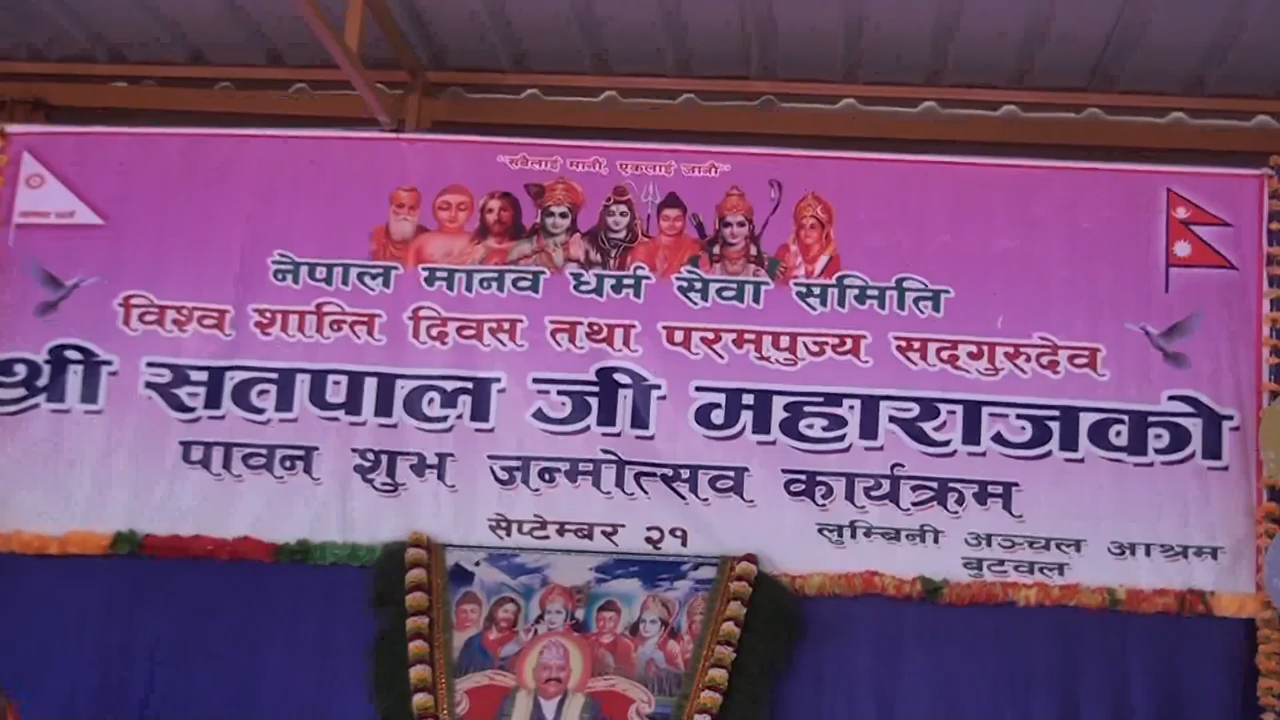 "सबैलाई मानौं, एकलाई जानौं"
नेपाल मानव धर्म सेवा समिति
विश्व शान्ति दिवस तथा परमपुज्य सद्‌गुरुदेव
श्री सतपाल जी महाराजको
पावन शुभ जन्मोत्सव कार्यक्रम
सेप्टेम्बर २१
लुम्बिनी अञ्चल आश्रम
बुटवल